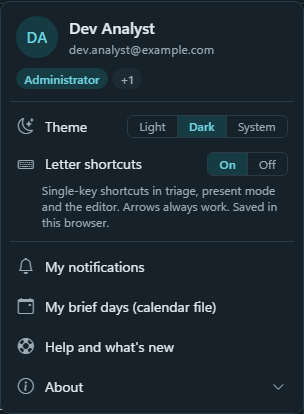 DA
Dev Analyst
dev.analyst@example.com
Administrator +1
Theme Light Dark System
Letter shortcuts On Off
Single-key shortcuts in triage, present mode
and the editor. Arrows always work. Saved in
this browser.
My notifications
My brief days (calendar file)
Help and what's new
About